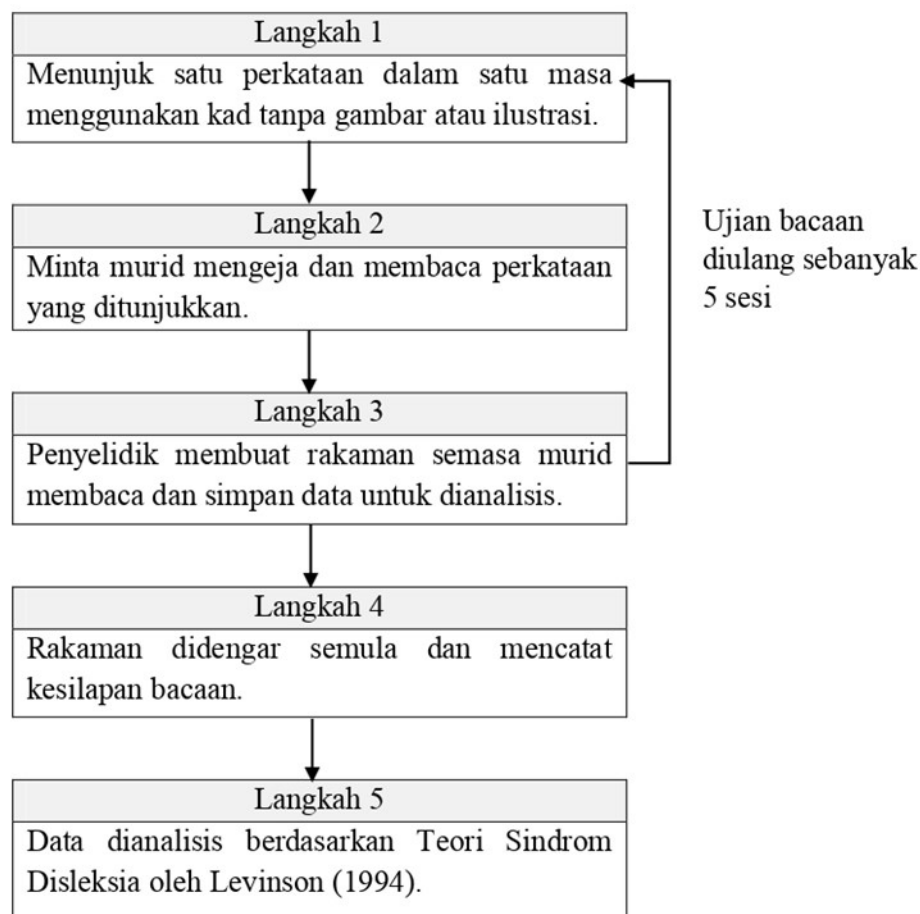 Langkah 1
Menunjuk satu perkataan dalam satu masa
menggunakan kad tanpa gambar atau ilustrasi.
Langkah 2
Minta murid mengeja dan membaca perkataan
yang ditunjukkan.
Langkah 3
Penyelidik membuat rakaman semasa murid
membaca dan simpan data untuk dianalisis.
Langkah 4
Rakaman didengar semula dan mencatat
kesilapan bacaan.
Langkah 5
Data dianalisis berdasarkan Teori Sindrom
Disleksia oleh Levinson (1994).
Ujian bacaan
diulang sebanyak
5 sesi